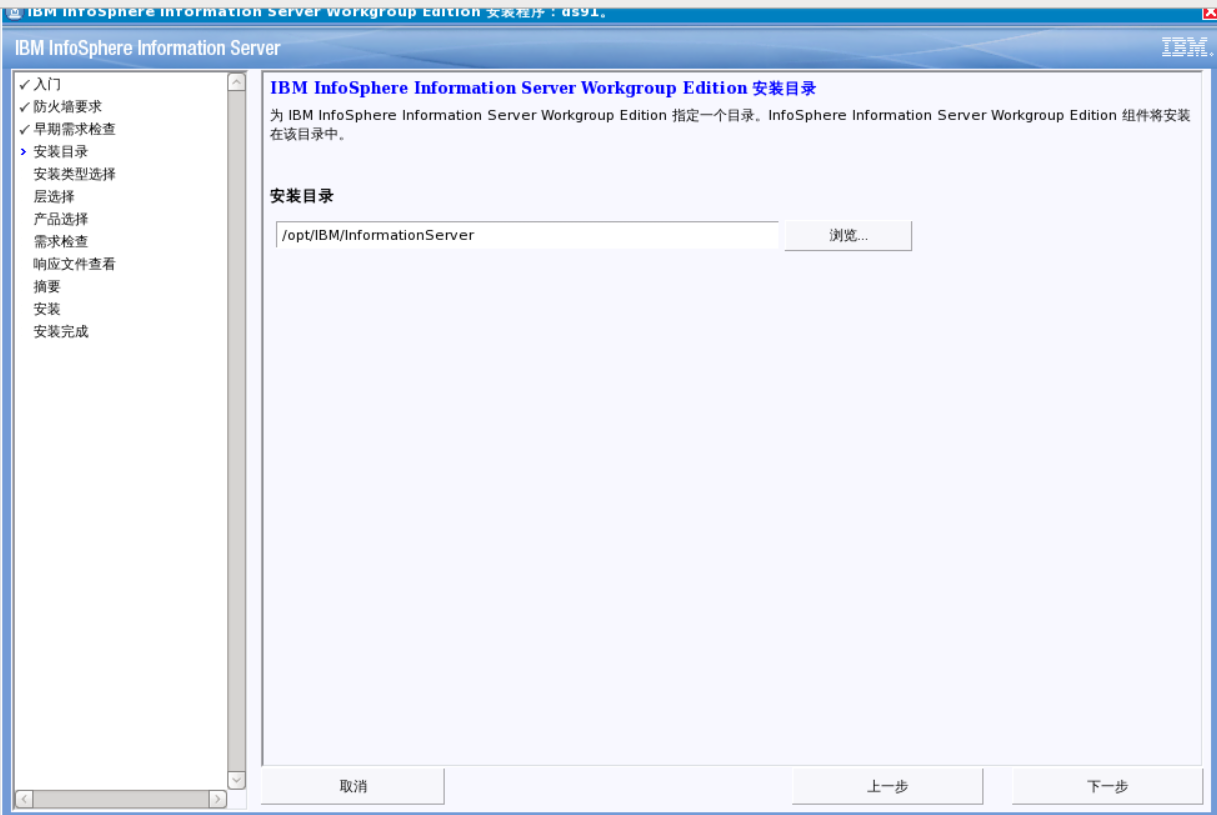 IBM InfoSphere Information Server Workgroup Edition 安装程序：ds91。
IBM InfoSphere Information Server
IBM.
入门
防火墙要求
早期需求检查
安装目录
安装类型选择
层选择
产品选择
需求检查
响应文件查看
摘要
安装
安装完成
IBM InfoSphere Information Server Workgroup Edition 安装目录
为 IBM InfoSphere Information Server Workgroup Edition 指定一个目录。InfoSphere Information Server Workgroup Edition 组件将安装
在该目录中。
安装目录
/opt/IBM/InformationServer
浏览...
取消
上一步
下一步